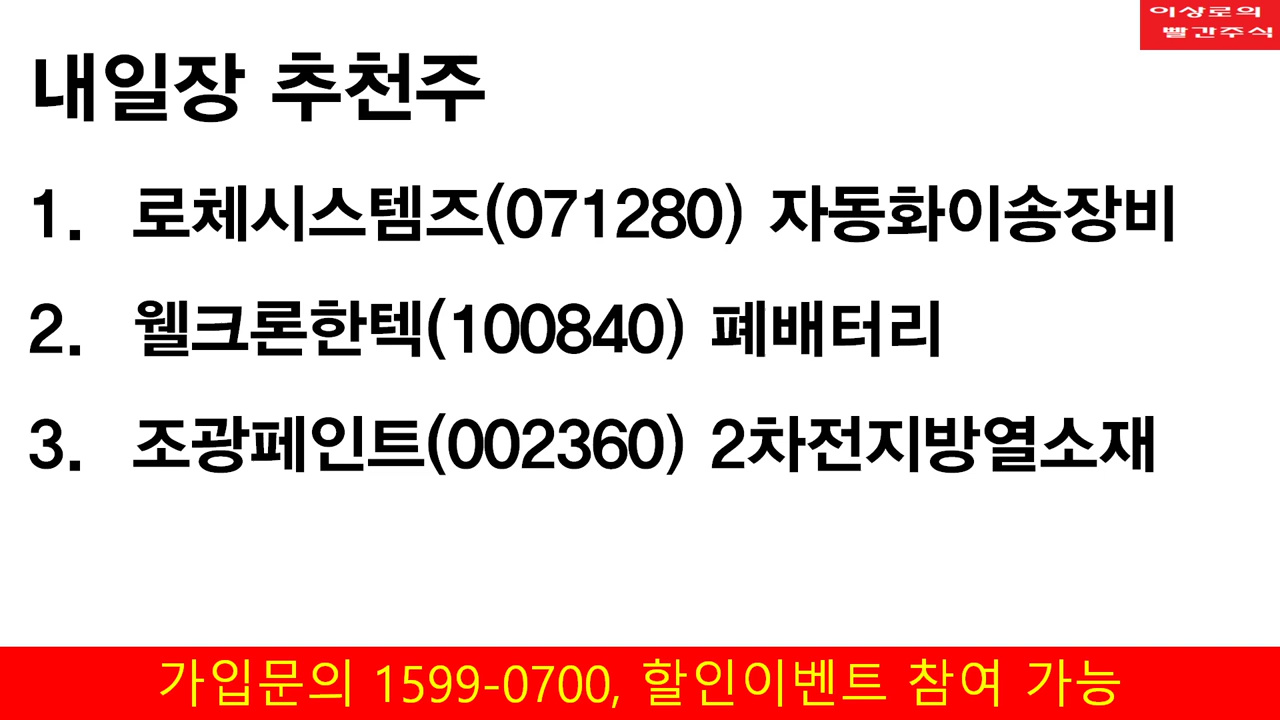 이상로의
빨간주식
내일장 추천주
1. 로체시스템즈(071280) 자동화이송장비
2. 웰크론한텍(100840) 폐배터리
3. 조광페인트(002360) 2차전지방열소재
가입문의 1599-0700, 할인이벤트 참여 가능